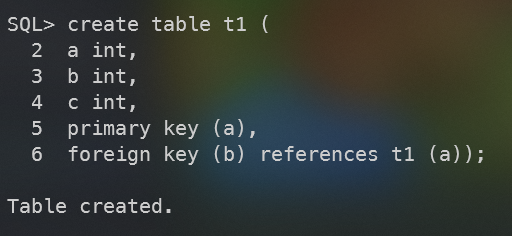 SQL> create table t1 (
  2  a int,
  3  b int,
  4  c int,
  5  primary key (a),
  6  foreign key (b) references t1 (a));

Table created.